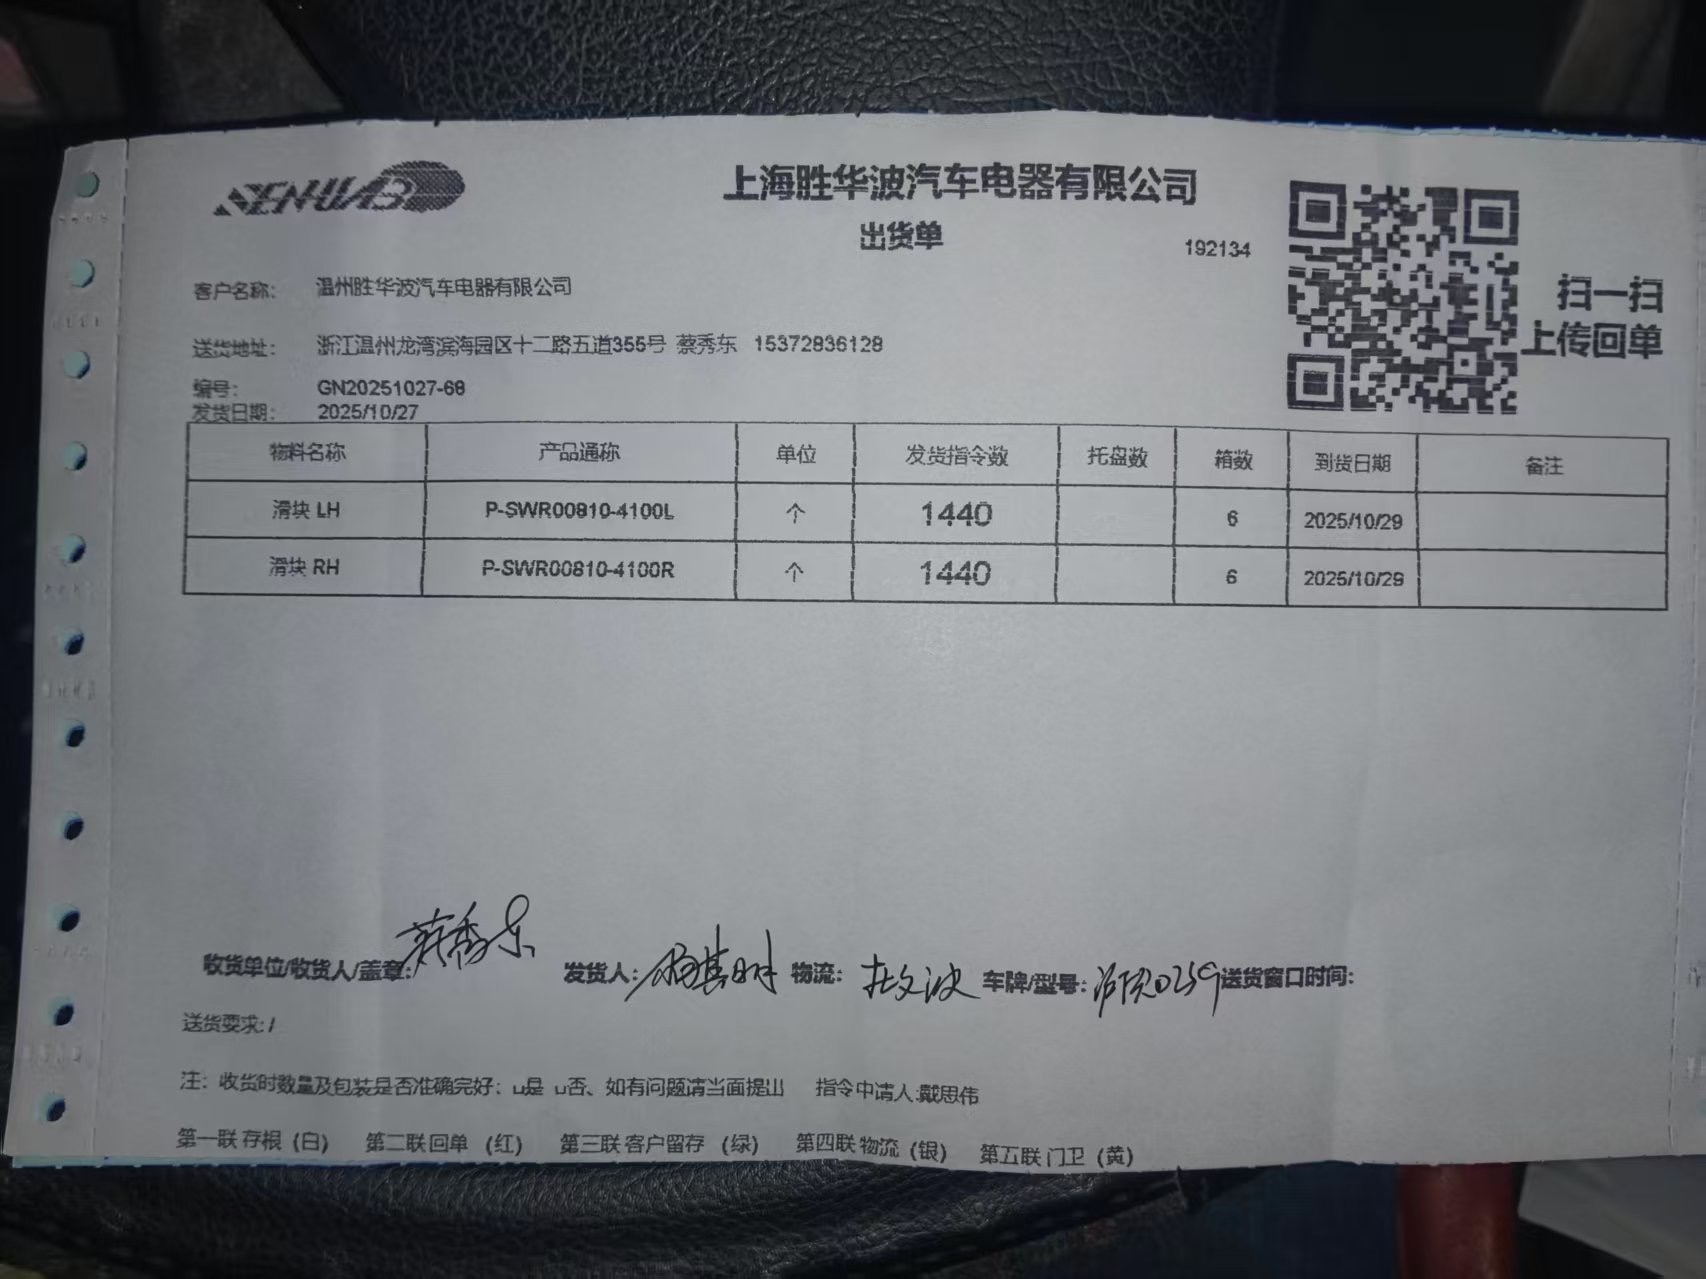 SENHWAB
上海胜华波汽车电器有限公司
出货单
192134
扫一扫
上传回单
客户名称: 温州胜华波汽车电器有限公司
送货地址: 浙江温州龙湾滨海园区十二路五道355号 蔡秀东 15372836128
编号: GN20251027-68
发货日期: 2025/10/27
物料名称 产品通称 单位 发货指令数 托盘数 箱数 到货日期 备注
滑块 LH P-SWR00810-4100L 个 1440 6 2025/10/29
滑块 RH P-SWR00810-4100R 个 1440 6 2025/10/29
收货单位/收货人/盖章: 蔡秀东 发货人: 物流: 杜文波 车牌/型号: 送货窗口时间:
送货要求: /
注: 收货时数量及包装是否准确完好: u是 u否、如有问题请当面提出 指令申请人:戴思伟
第一联 存根 (白) 第二联 回单 (红) 第三联 客户留存 (绿) 第四联 物流 (银) 第五联 门卫 (黄)